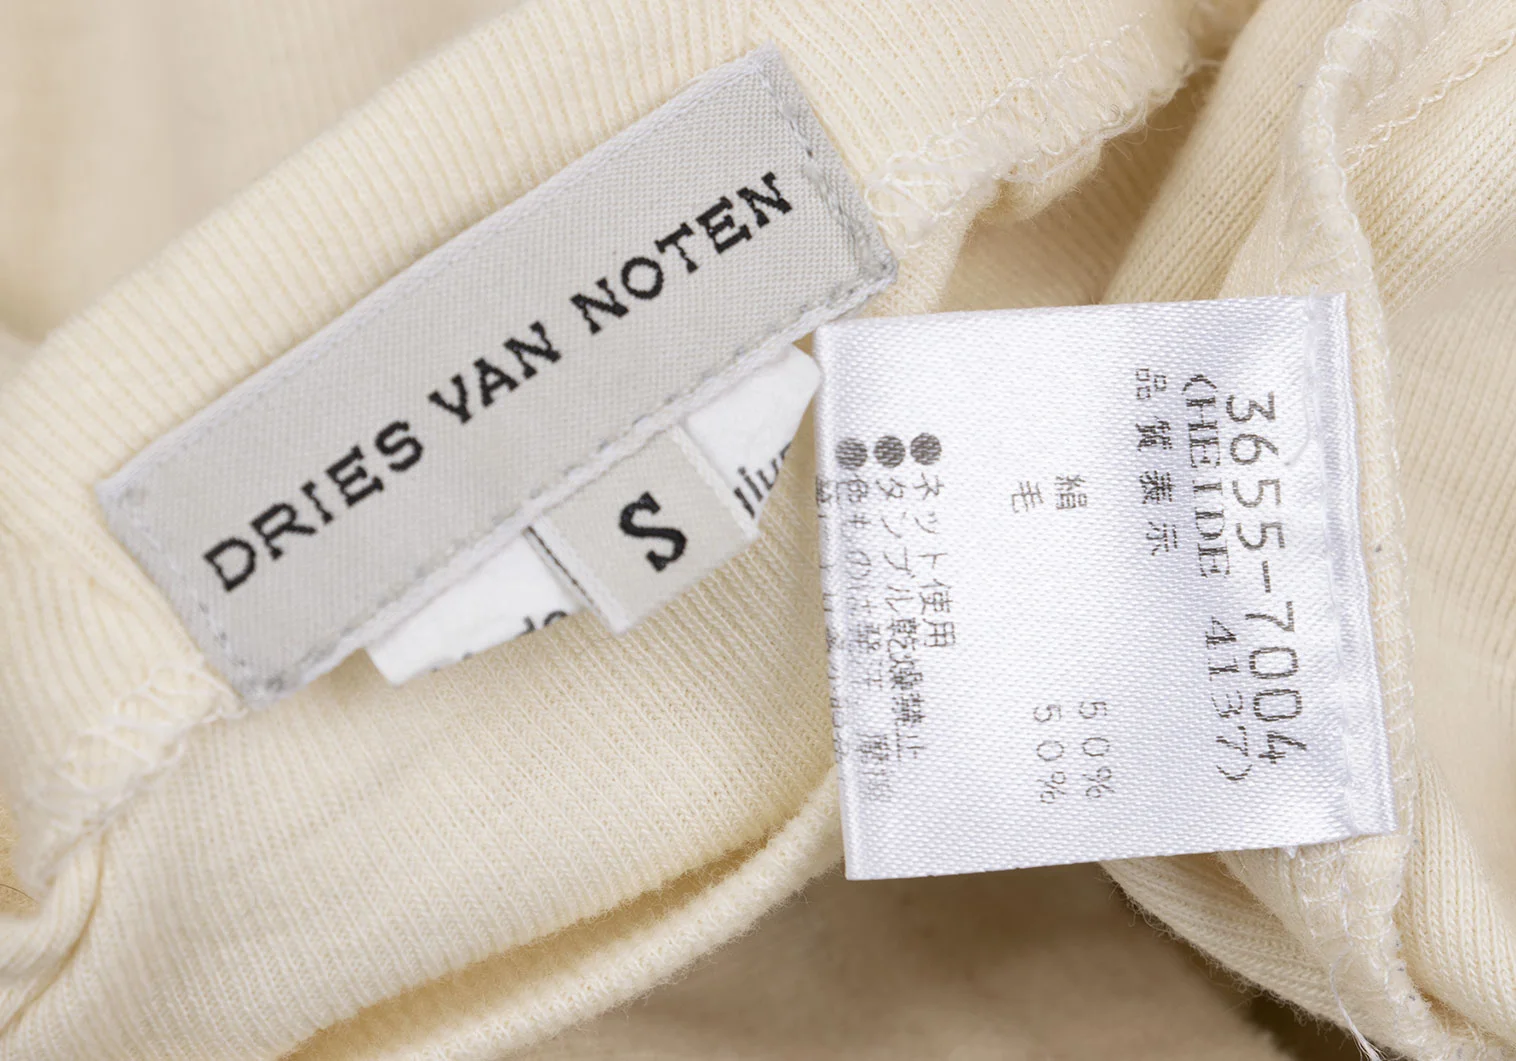 DRIES VAN NOTEN
S
3655-7004
(HEIDE 4137)
品質表示
絹 50%
毛 50%
●ネット使用
●タンブル乾燥禁止